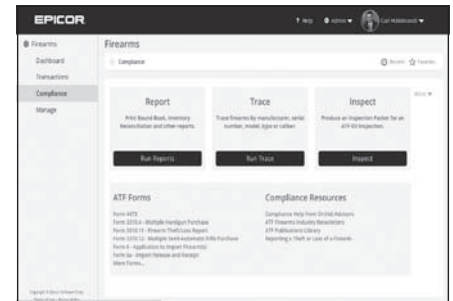 EPICOR
Help
Admin
Carl Hildebrandt
Firearms
Dashboard
Transactions
Compliance
Manage
Firearms
Compliance
Recent
Favorites
More
Report
Print Bound Book, Inventory
Reconciliation and other reports.
Run Reports
Trace
Trace firearms by manufacturer, serial
number, model, type or caliber.
Run Trace
Inspect
Produce an Inspection Packet for an
ATF IOI Inspection.
Inspect
ATF Forms
Form 4473
Form 3310.4 - Multiple Handgun Purchase
Form 3310.11 - Firearm Theft/Loss Report
Form 3310.12 - Multiple Semi-Automatic Rifle Purchase
Form 6 - Application to Import Firearm(s)
Form 6A - Import Release and Receipt
More Forms...
Compliance Resources
Compliance Help from Orchid Advisors
ATF Firearms Industry Newsletters
ATF Publications Library
Reporting a Theft or Loss of a Firearm